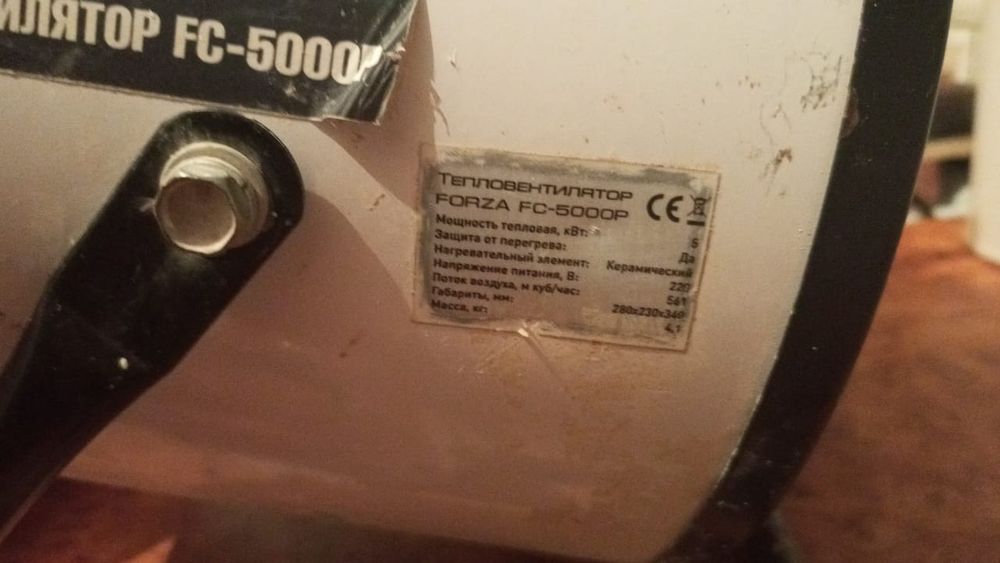 ИЛЯТОР FC-5000P
ТЕПЛОВЕНТИЛЯТОР
FORZA FC-5000P CE
Мощность тепловая, кВт: 5
Защита от перегрева: Да
Нагревательный элемент: Керамический
Напряжение питания, В: 220
Поток воздуха, м куб/час: 561
Габариты, мм: 280x230x340
Масса, кг: 4,1